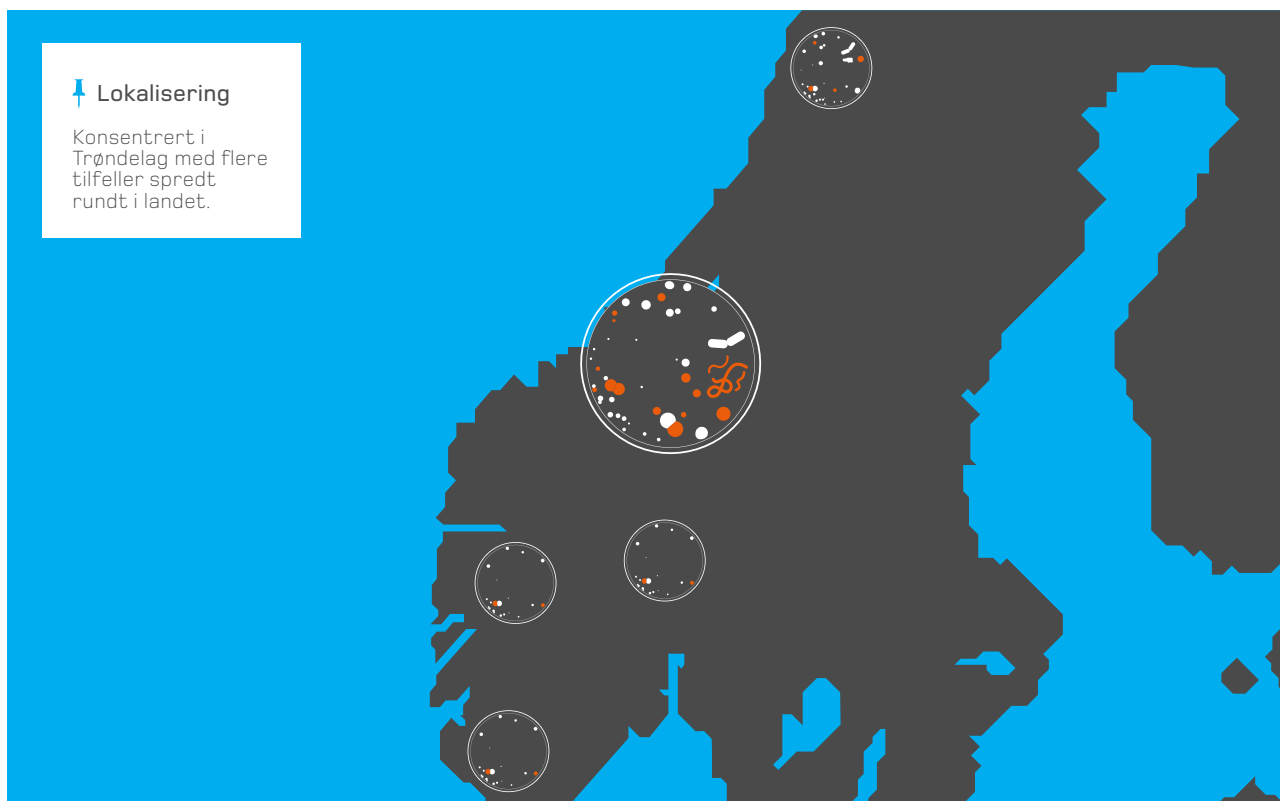 Lokalisering
Konsentrert i
Trøndelag med flere
tilfeller spredt
rundt i landet.